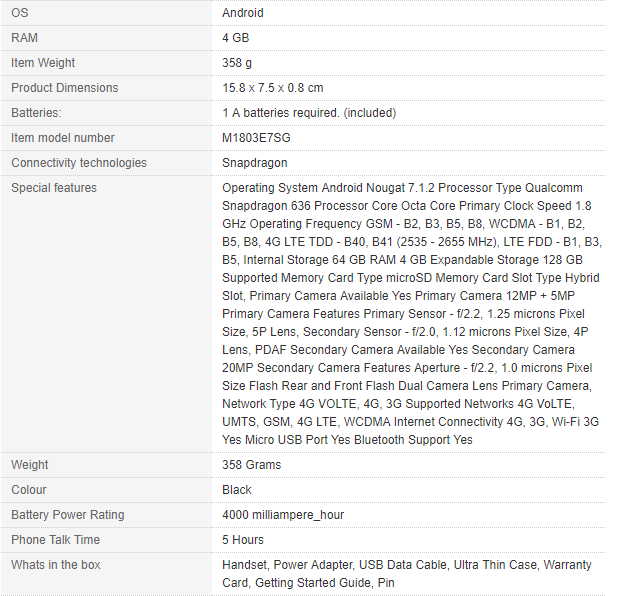 OS Android
RAM 4 GB
Item Weight 358 g
Product Dimensions 15.8 x 7.5 x 0.8 cm
Batteries: 1 A batteries required. (included)
Item model number M1803E7SG
Connectivity technologies Snapdragon
Special features Operating System Android Nougat 7.1.2 Processor Type Qualcomm
Snapdragon 636 Processor Core Octa Core Primary Clock Speed 1.8
GHz Operating Frequency GSM - B2, B3, B5, B8, WCDMA - B1, B2,
B5, B8, 4G LTE TDD - B40, B41 (2535 - 2655 MHz), LTE FDD - B1, B3,
B5, Internal Storage 64 GB RAM 4 GB Expandable Storage 128 GB
Supported Memory Card Type microSD Memory Card Slot Type Hybrid
Slot, Primary Camera Available Yes Primary Camera 12MP + 5MP
Primary Camera Features Primary Sensor - f/2.2, 1.25 microns Pixel
Size, 5P Lens, Secondary Sensor - f/2.0, 1.12 microns Pixel Size, 4P
Lens, PDAF Secondary Camera Available Yes Secondary Camera
20MP Secondary Camera Features Aperture - f/2.2, 1.0 microns Pixel
Size Flash Rear and Front Flash Dual Camera Lens Primary Camera,
Network Type 4G VOLTE, 4G, 3G Supported Networks 4G VoLTE,
UMTS, GSM, 4G LTE, WCDMA Internet Connectivity 4G, 3G, Wi-Fi 3G
Yes Micro USB Port Yes Bluetooth Support Yes
Weight 358 Grams
Colour Black
Battery Power Rating 4000 milliampere_hour
Phone Talk Time 5 Hours
Whats in the box Handset, Power Adapter, USB Data Cable, Ultra Thin Case, Warranty
Card, Getting Started Guide, Pin